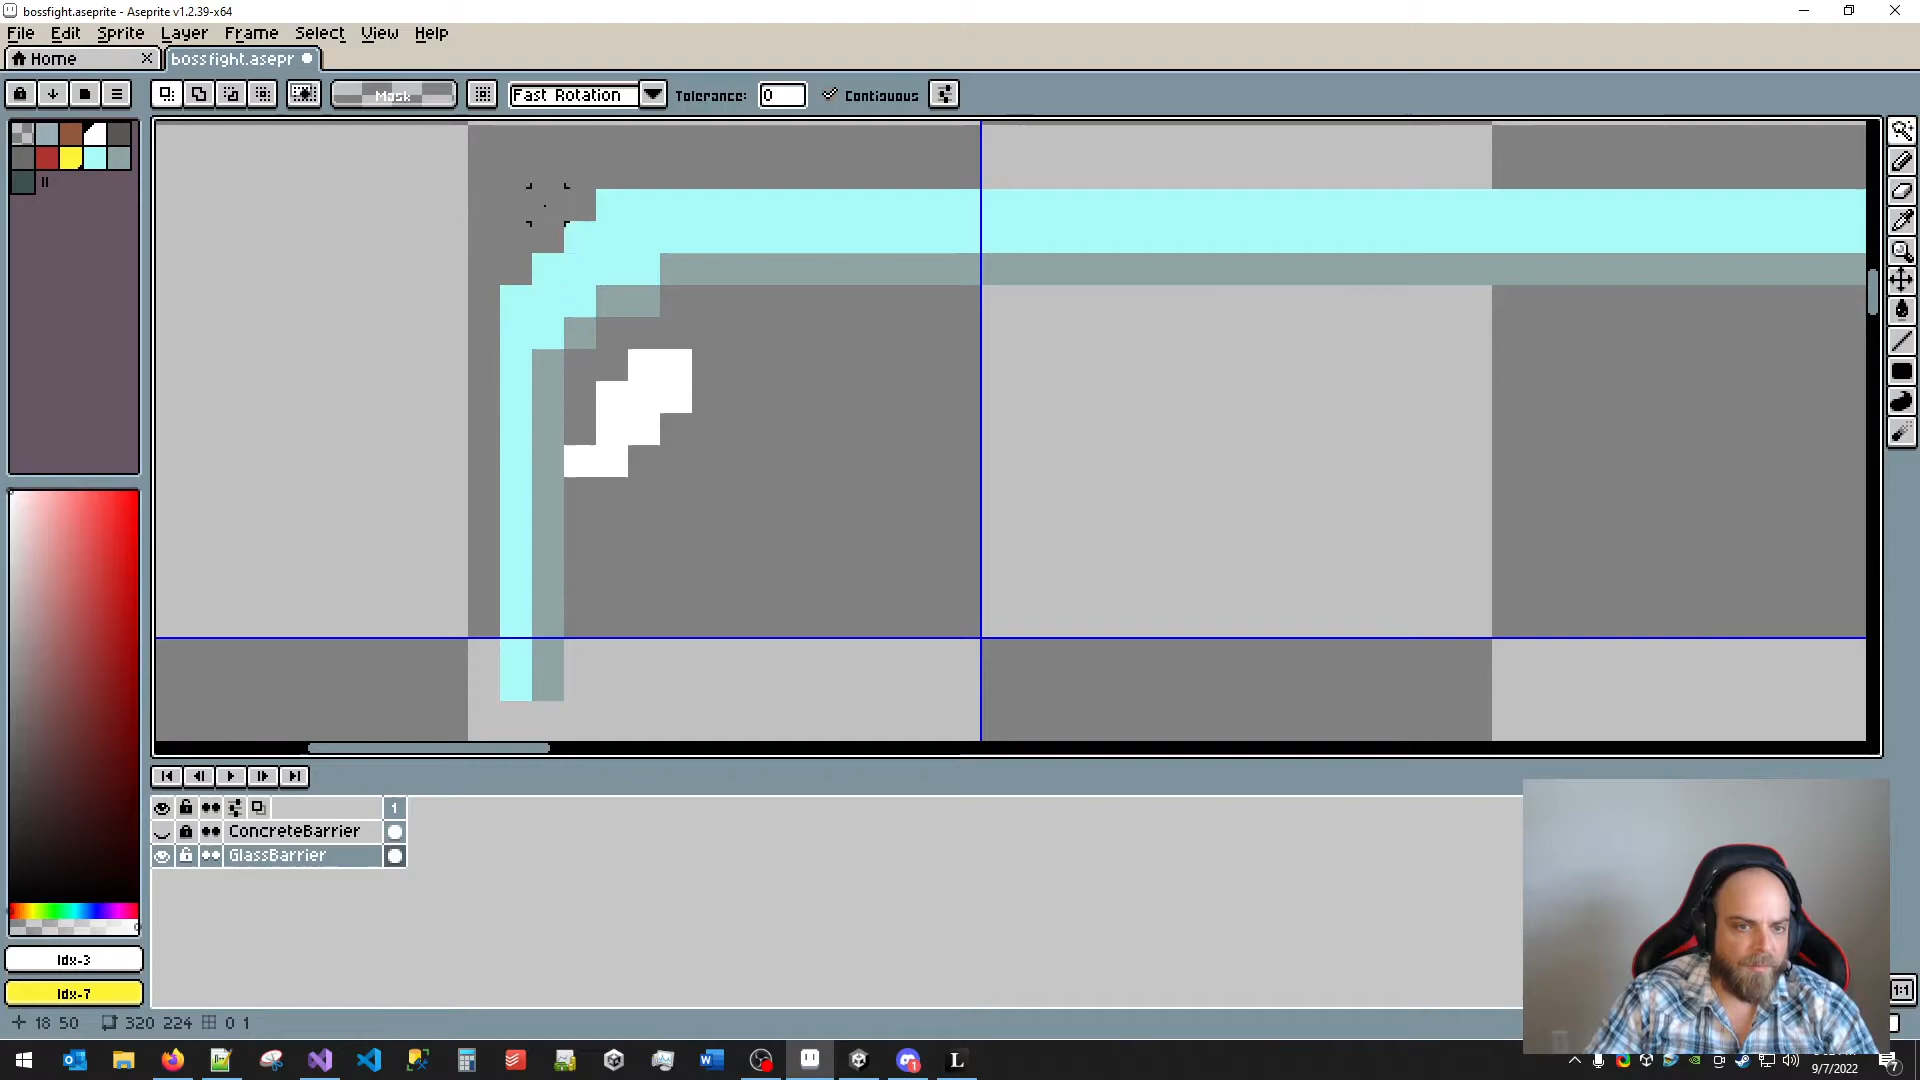 bossfight.aseprite - Aseprite v1.2.39-x64
File Edit Sprite Layer Frame Select View Help
Home
bossfight.asepr
Mask
Fast Rotation
Tolerance: 0
Contiguous
1
ConcreteBarrier
GlassBarrier
Idx-3
Idx-7
18 50 320 224 0 1
1:1
1
L
7
9/7/2022